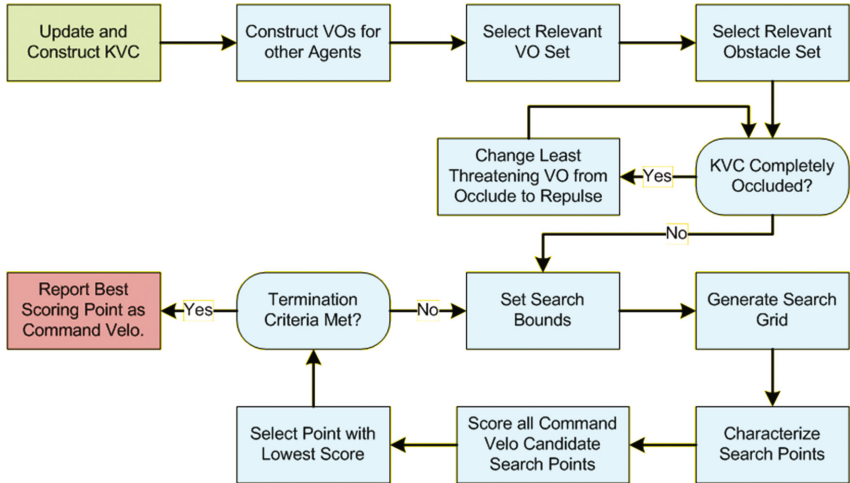 Update and
Construct KVC
Construct VOs for
other Agents
Select Relevant
VO Set
Select Relevant
Obstacle Set
Change Least
Threatening VO from
Occlude to Repulse
Yes
KVC Completely
Occluded?
No
Report Best
Scoring Point as
Command Velo.
Yes
Termination
Criteria Met?
No
Set Search
Bounds
Generate Search
Grid
Select Point with
Lowest Score
Score all Command
Velo Candidate
Search Points
Characterize
Search Points